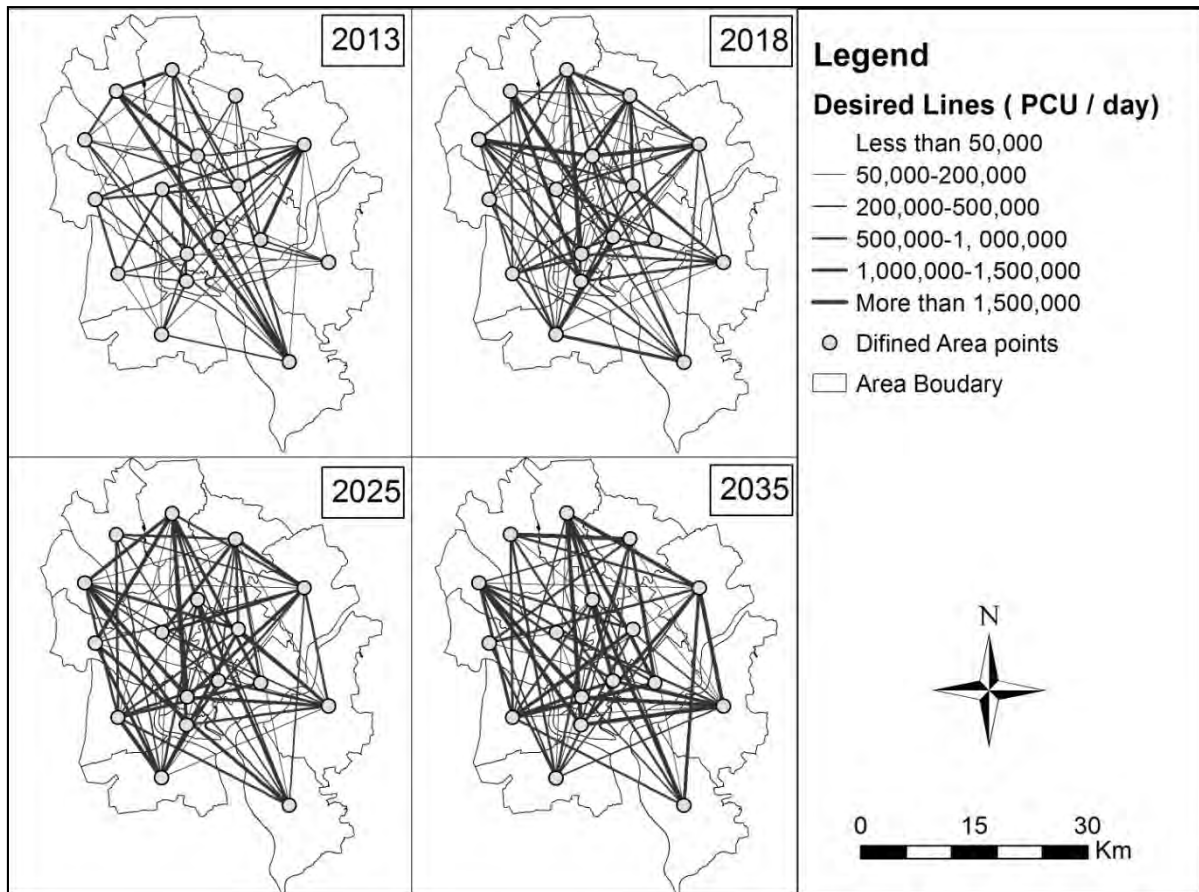 2013
2018
2025
2035
Legend
Desired Lines ( PCU / day)
Less than 50,000
50,000-200,000
200,000-500,000
500,000-1, 000,000
1,000,000-1,500,000
More than 1,500,000
Difined Area points
Area Boudary
N
0 15 30
Km